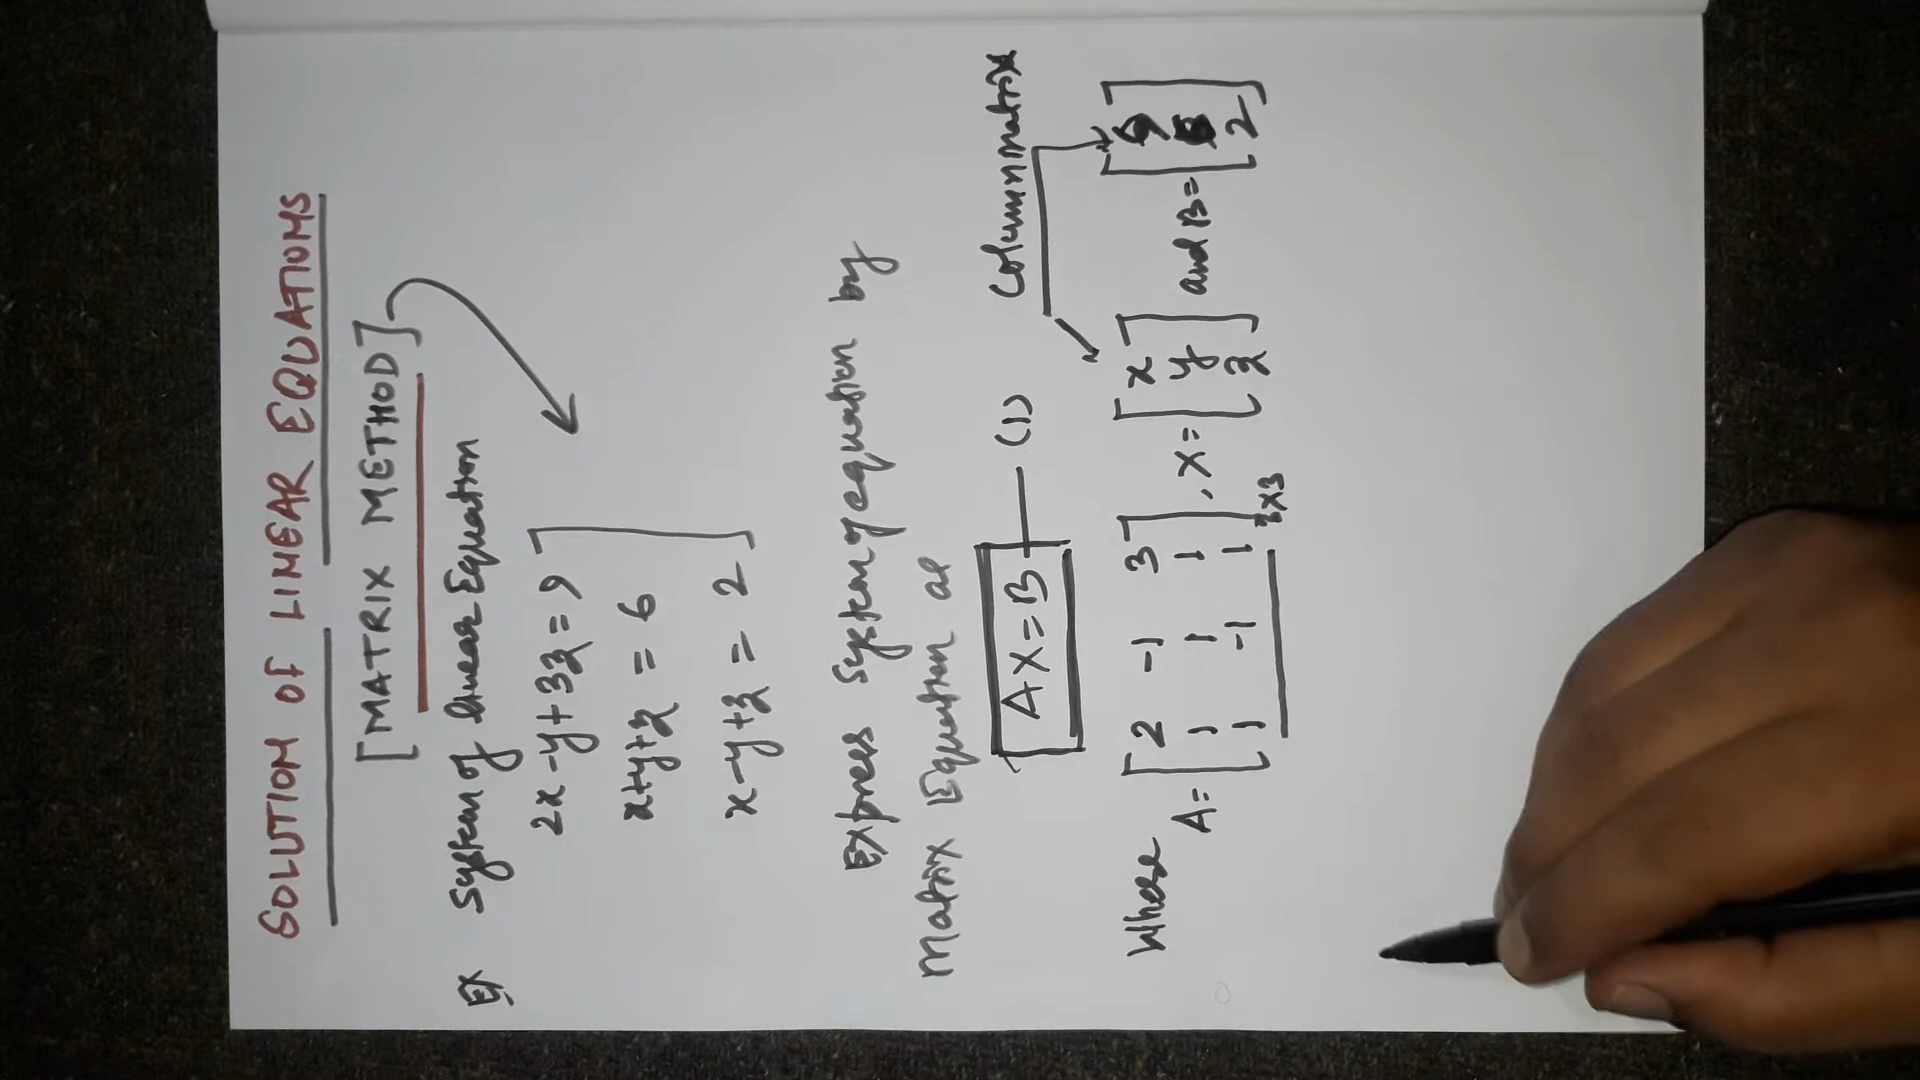 SOLUTION OF LINEAR EQUATIONS
[MATRIX METHOD]
Ex System of linear Equation
2x-y+3z=9
x+y+z = 6
x-y+z = 2
Express System of equation by
Matrix Equation as
AX=B — (1)
Column matrix
Where
A= [2 -1 3
1 1 1
1 -1 1] 3x3 , X= [x
y
z] and B= [9
6
2]